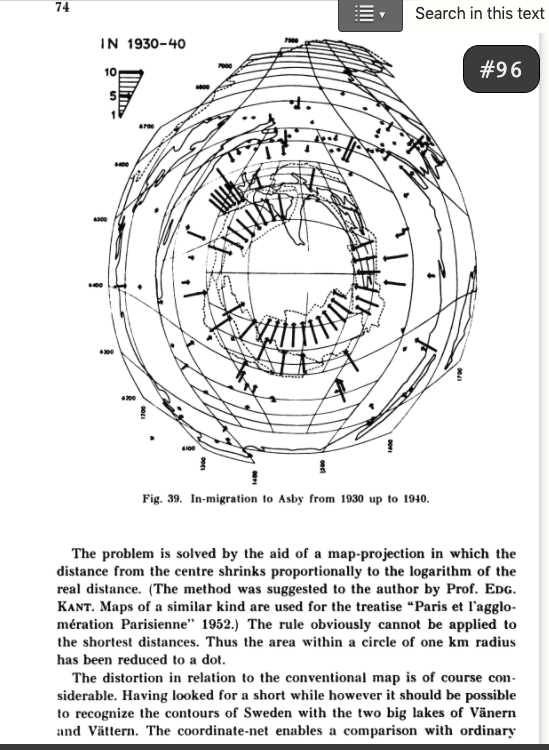 74
Search in this text
#96
IN 1930-40
10
5
1
7500
7000
6800
6700
6600
6500
6400
6300
6200
6100
1200
1300
1400
1500
1600
1700
Fig. 39. In-migration to Asby from 1930 up to 1940.
The problem is solved by the aid of a map-projection in which the
distance from the centre shrinks proportionally to the logarithm of the
real distance. (The method was suggested to the author by Prof. EDG.
KANT. Maps of a similar kind are used for the treatise “Paris et l'agglo-
mération Parisienne” 1952.) The rule obviously cannot be applied to
the shortest distances. Thus the area within a circle of one km radius
has been reduced to a dot.
The distortion in relation to the conventional map is of course con-
siderable. Having looked for a short while however it should be possible
to recognize the contours of Sweden with the two big lakes of Vänern
and Vättern. The coordinate-net enables a comparison with ordinary